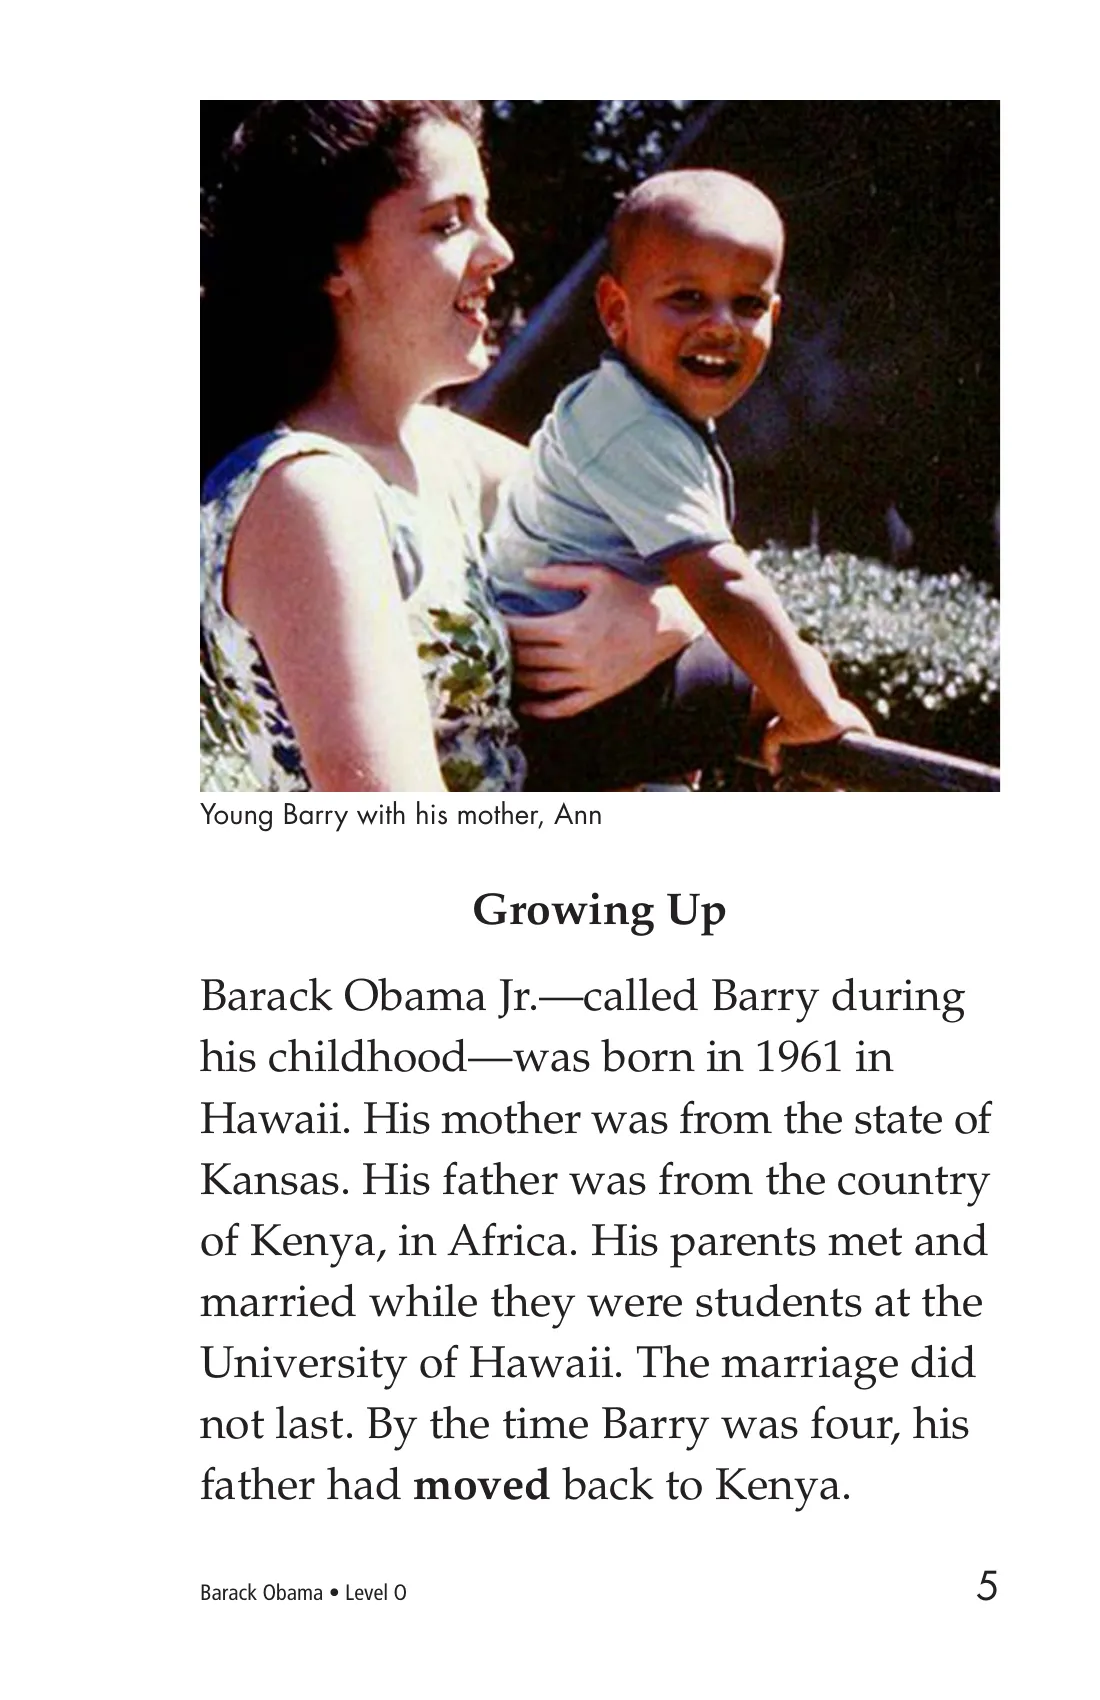 Young Barry with his mother, Ann
Growing Up
Barack Obama Jr.—called Barry during
his childhood—was born in 1961 in
Hawaii. His mother was from the state of
Kansas. His father was from the country
of Kenya, in Africa. His parents met and
married while they were students at the
University of Hawaii. The marriage did
not last. By the time Barry was four, his
father had moved back to Kenya.
Barack Obama • Level O
5